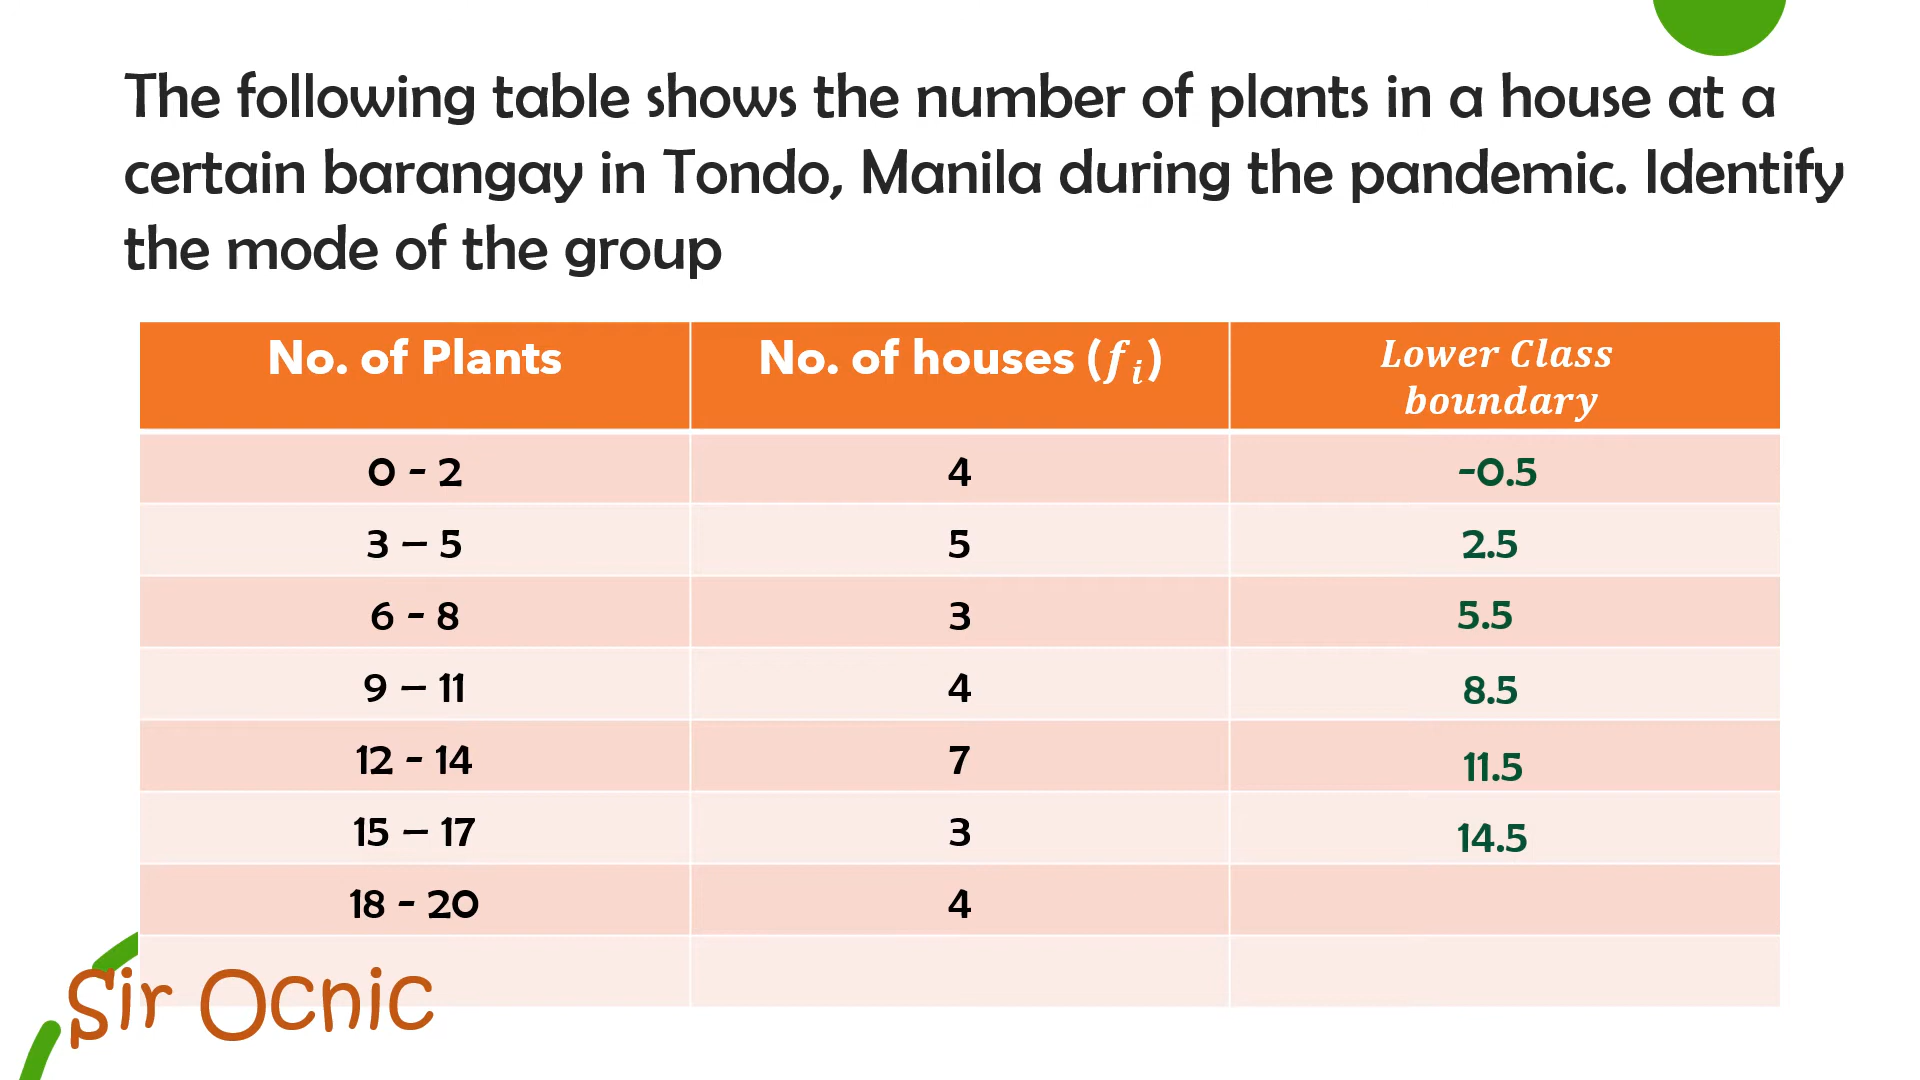 The following table shows the number of plants in a house at a
certain barangay in Tondo, Manila during the pandemic. Identify
the mode of the group
No. of Plants No. of houses (fᵢ) Lower Class
boundary
0 - 2 4 -0.5
3 – 5 5 2.5
6 - 8 3 5.5
9 – 11 4 8.5
12 - 14 7 11.5
15 – 17 3 14.5
18 - 20 4
Sir Ocnic